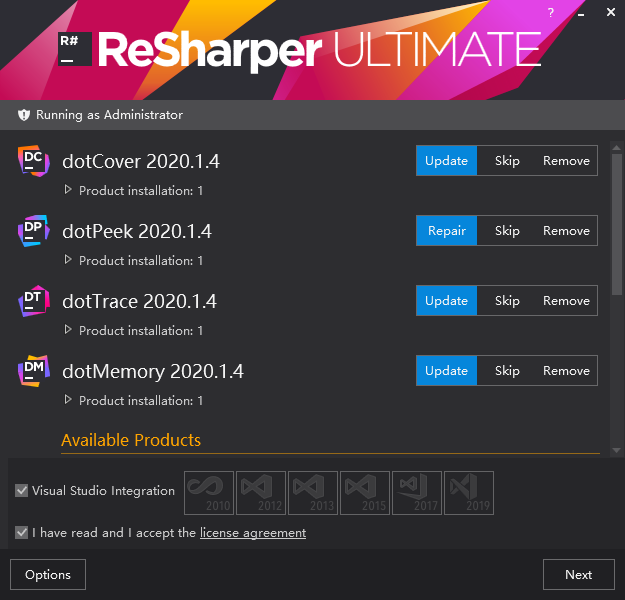 ?
R#
ReSharper ULTIMATE
Running as Administrator
DC
dotCover 2020.1.4
Update Skip Remove
Product installation: 1
DP
dotPeek 2020.1.4
Repair Skip Remove
Product installation: 1
DT
dotTrace 2020.1.4
Update Skip Remove
Product installation: 1
DM
dotMemory 2020.1.4
Update Skip Remove
Product installation: 1
Available Products
Visual Studio Integration
2010 2012 2013 2015 2017 2019
I have read and I accept the license agreement
Options Next